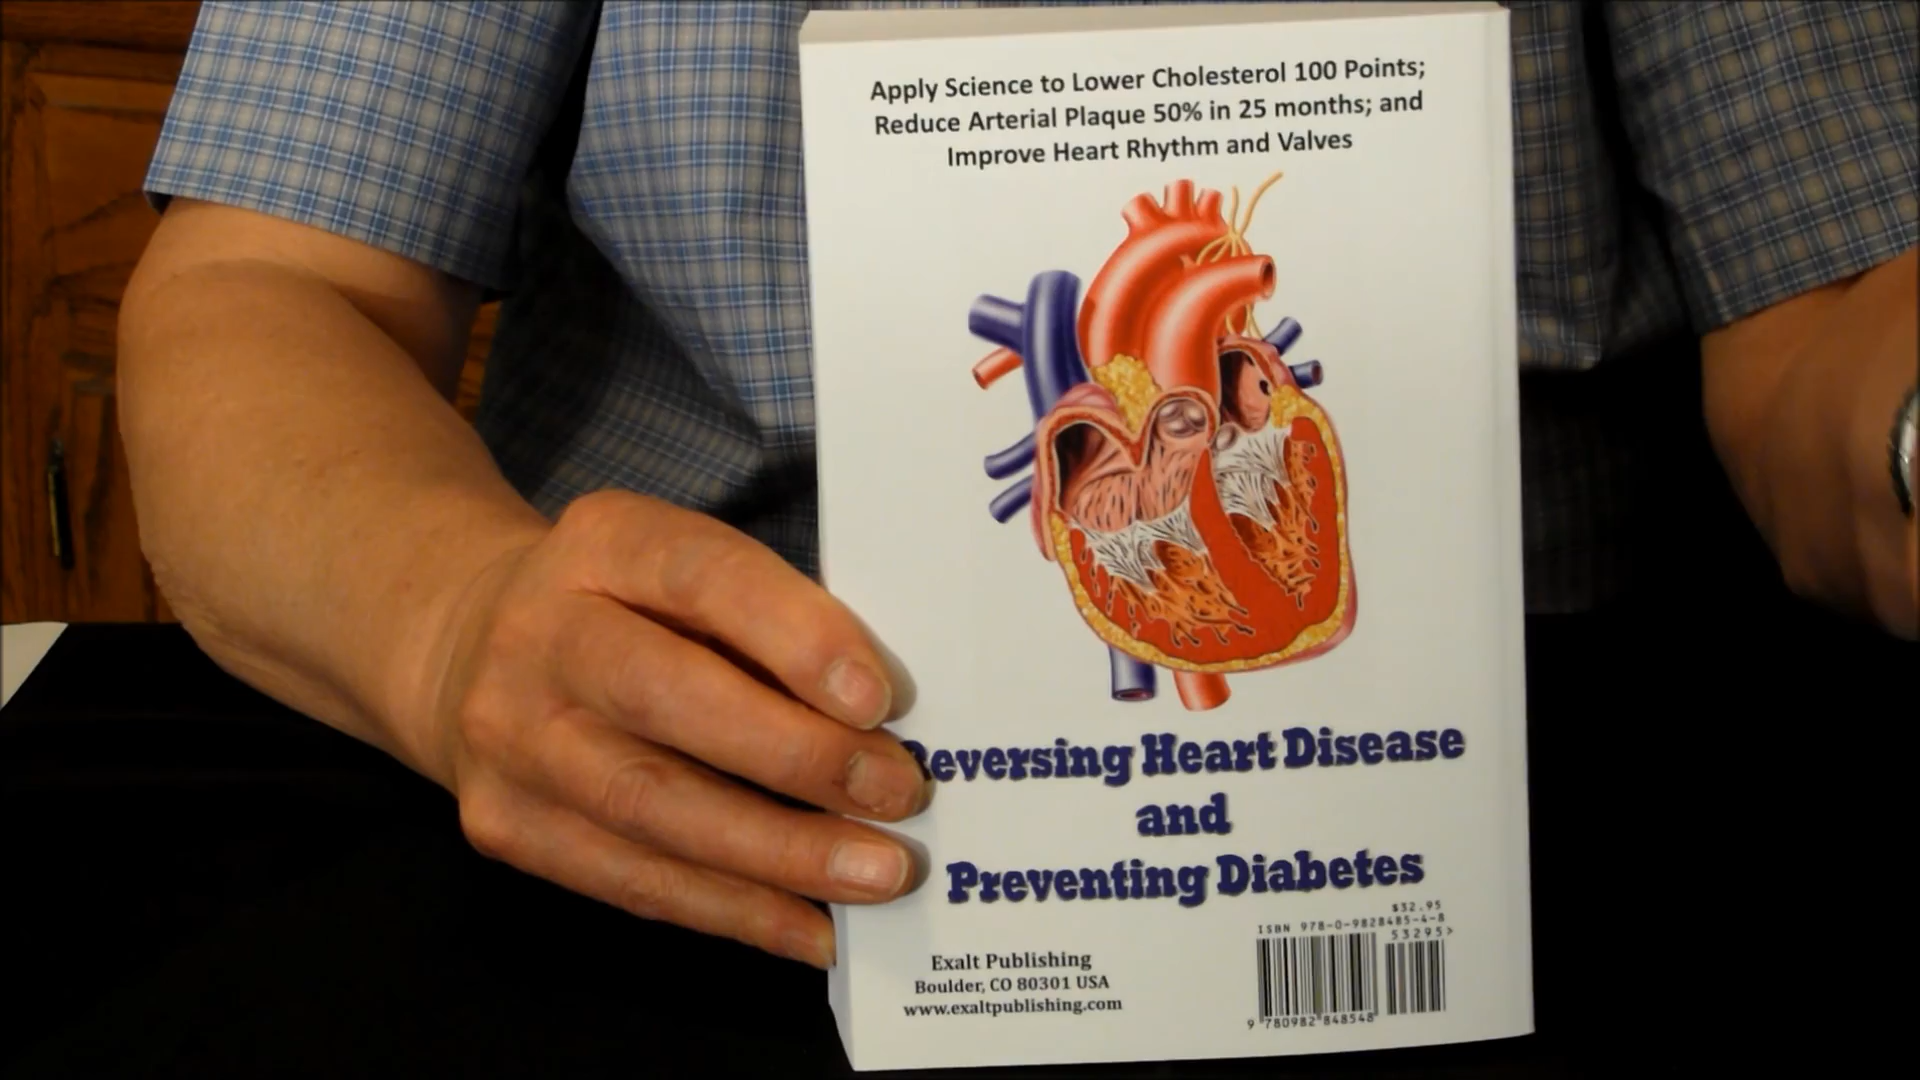 Apply Science to Lower Cholesterol 100 Points;
Reduce Arterial Plaque 50% in 25 months; and
Improve Heart Rhythm and Valves
Reversing Heart Disease
and
Preventing Diabetes
$32.95
ISBN 978-0-9828485-4-8
53295>
Exalt Publishing
Boulder, CO 80301 USA
www.exaltpublishing.com
9 780982 848548